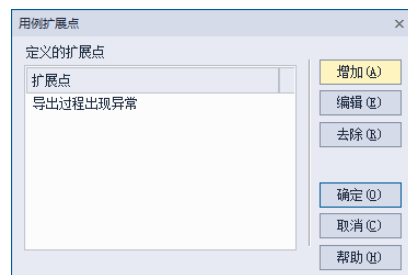 用例扩展点
定义的扩展点
扩展点
导出过程出现异常
增加(A)
编辑(E)
去除(R)
确定(O)
取消(C)
帮助(H)